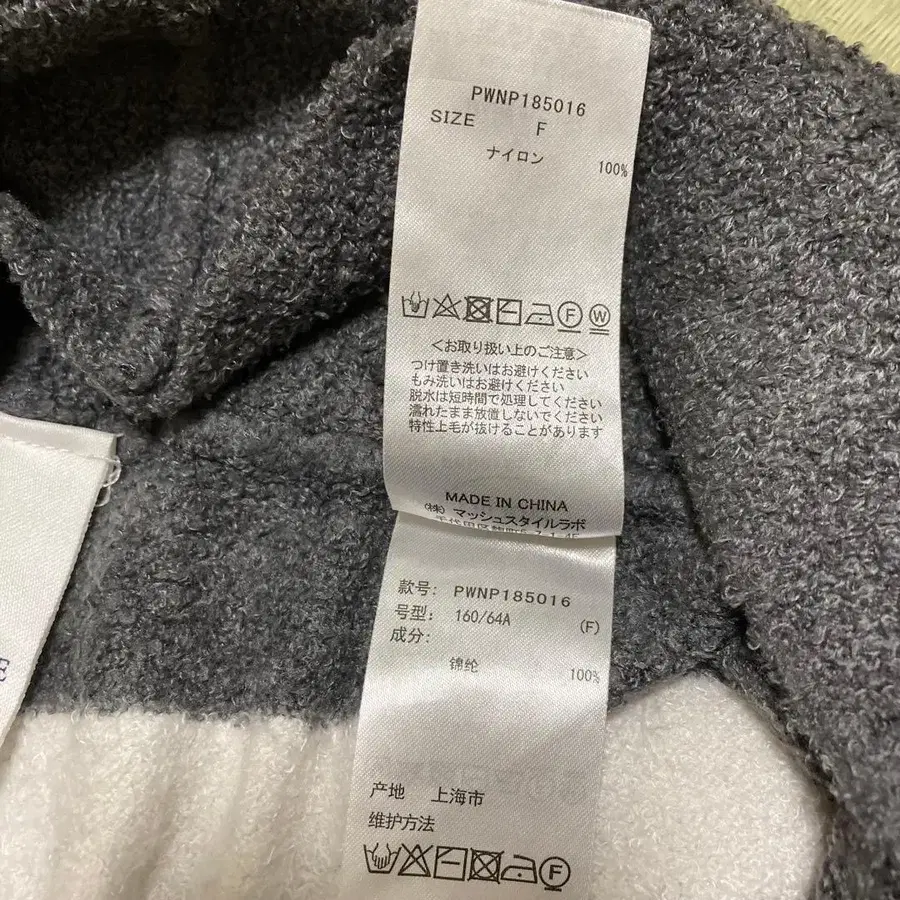 PWNP185016
SIZE F
ナイロン 100%
F W
<お取り扱い上のご注意>
つけ置き洗いはお避けください
もみ洗いはお避けください
脱水は短時間で処理してください
濡れたまま放置しないでください
特性上毛が抜けることがあります
MADE IN CHINA
(株) マッシュスタイルラボ
款号: PWNP185016
号型: 160/64A (F)
成分:
锦纶 100%
产地 上海市
维护方法
F
E